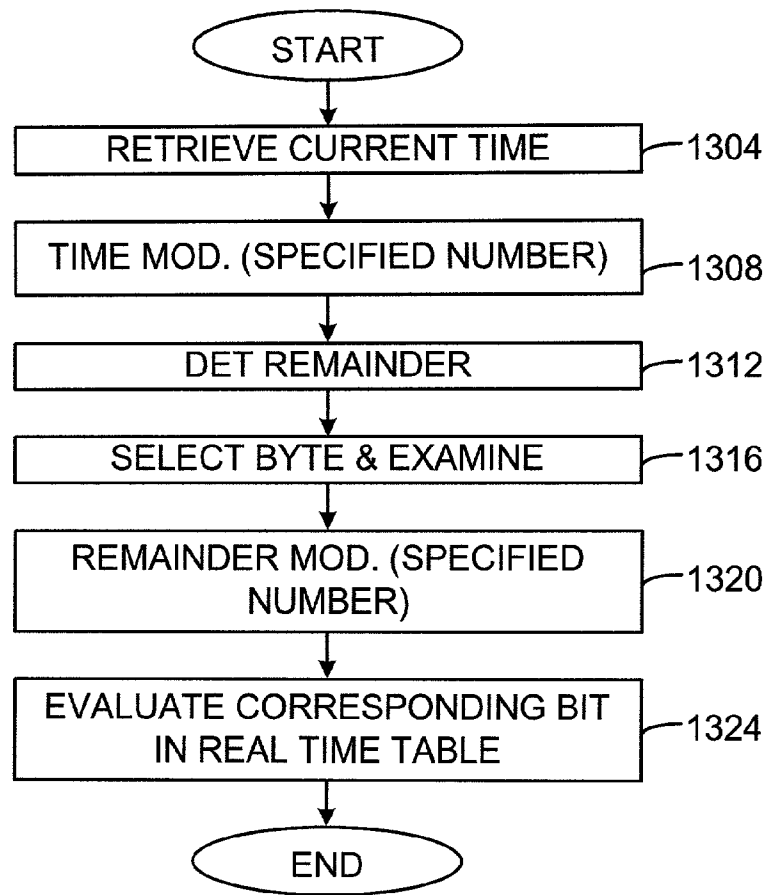 START
RETRIEVE CURRENT TIME
1304
TIME MOD. (SPECIFIED NUMBER)
1308
DET REMAINDER
1312
SELECT BYTE & EXAMINE
1316
REMAINDER MOD. (SPECIFIED
NUMBER)
1320
EVALUATE CORRESPONDING BIT
IN REAL TIME TABLE
1324
END